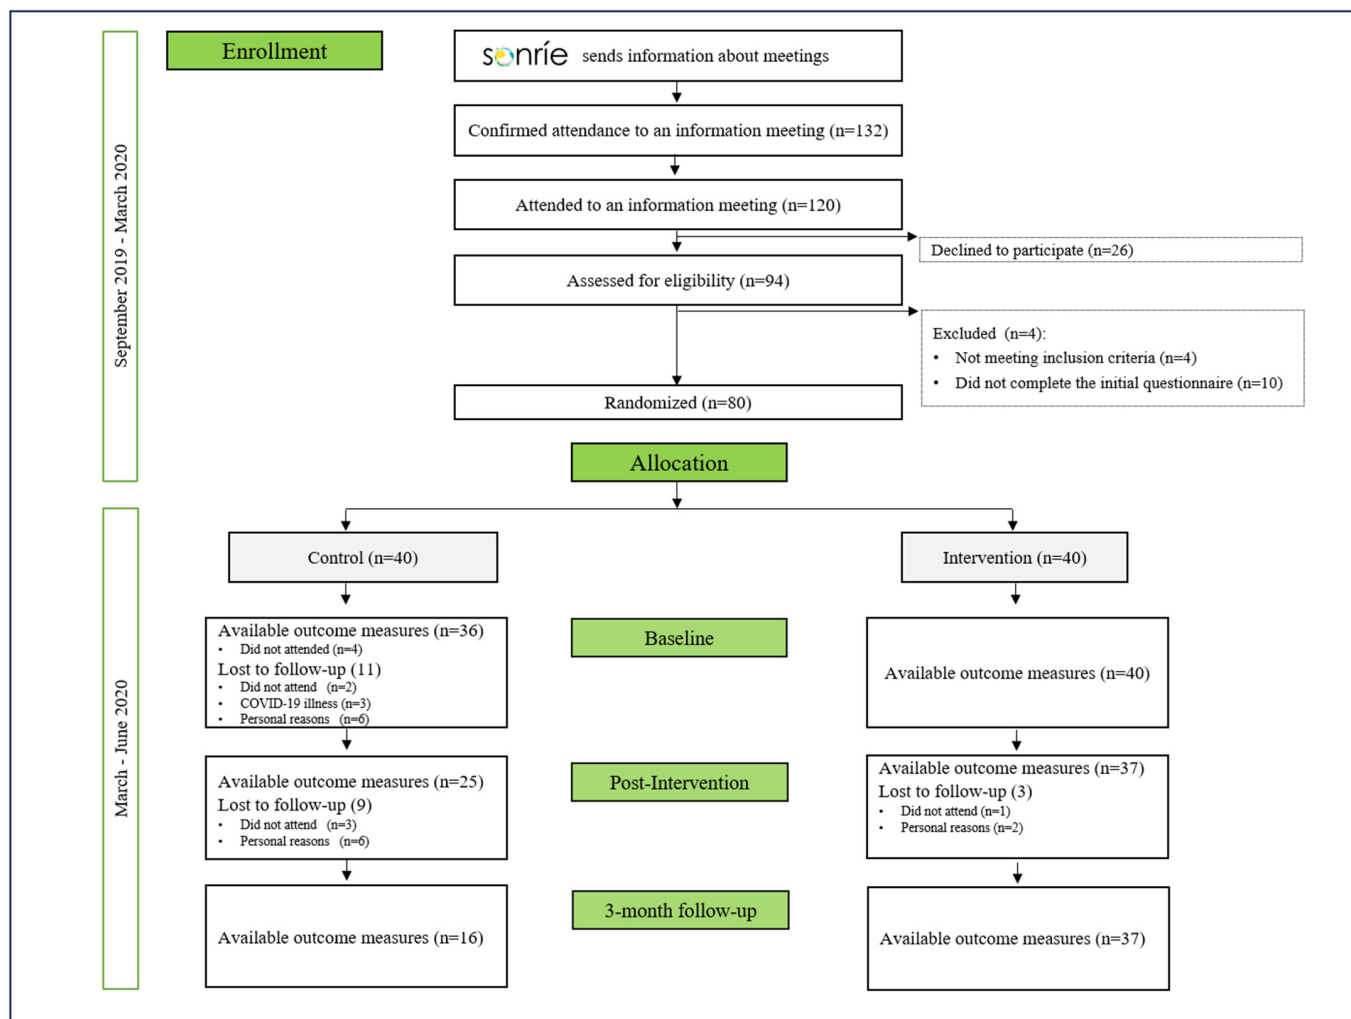 Enrollment
sonríe sends information about meetings
Confirmed attendance to an information meeting (n=132)
Attended to an information meeting (n=120)
Declined to participate (n=26)
Assessed for eligibility (n=94)
Excluded (n=4):
• Not meeting inclusion criteria (n=4)
• Did not complete the initial questionnaire (n=10)
Randomized (n=80)
September 2019 - March 2020
Allocation
Control (n=40)
Intervention (n=40)
Available outcome measures (n=36)
• Did not attended (n=4)
Lost to follow-up (11)
• Did not attend (n=2)
• COVID-19 illness (n=3)
• Personal reasons (n=6)
Baseline
Available outcome measures (n=40)
Available outcome measures (n=25)
Lost to follow-up (9)
• Did not attend (n=3)
• Personal reasons (n=6)
Post-Intervention
Available outcome measures (n=37)
Lost to follow-up (3)
• Did not attend (n=1)
• Personal reasons (n=2)
Available outcome measures (n=16)
3-month follow-up
Available outcome measures (n=37)
March - June 2020